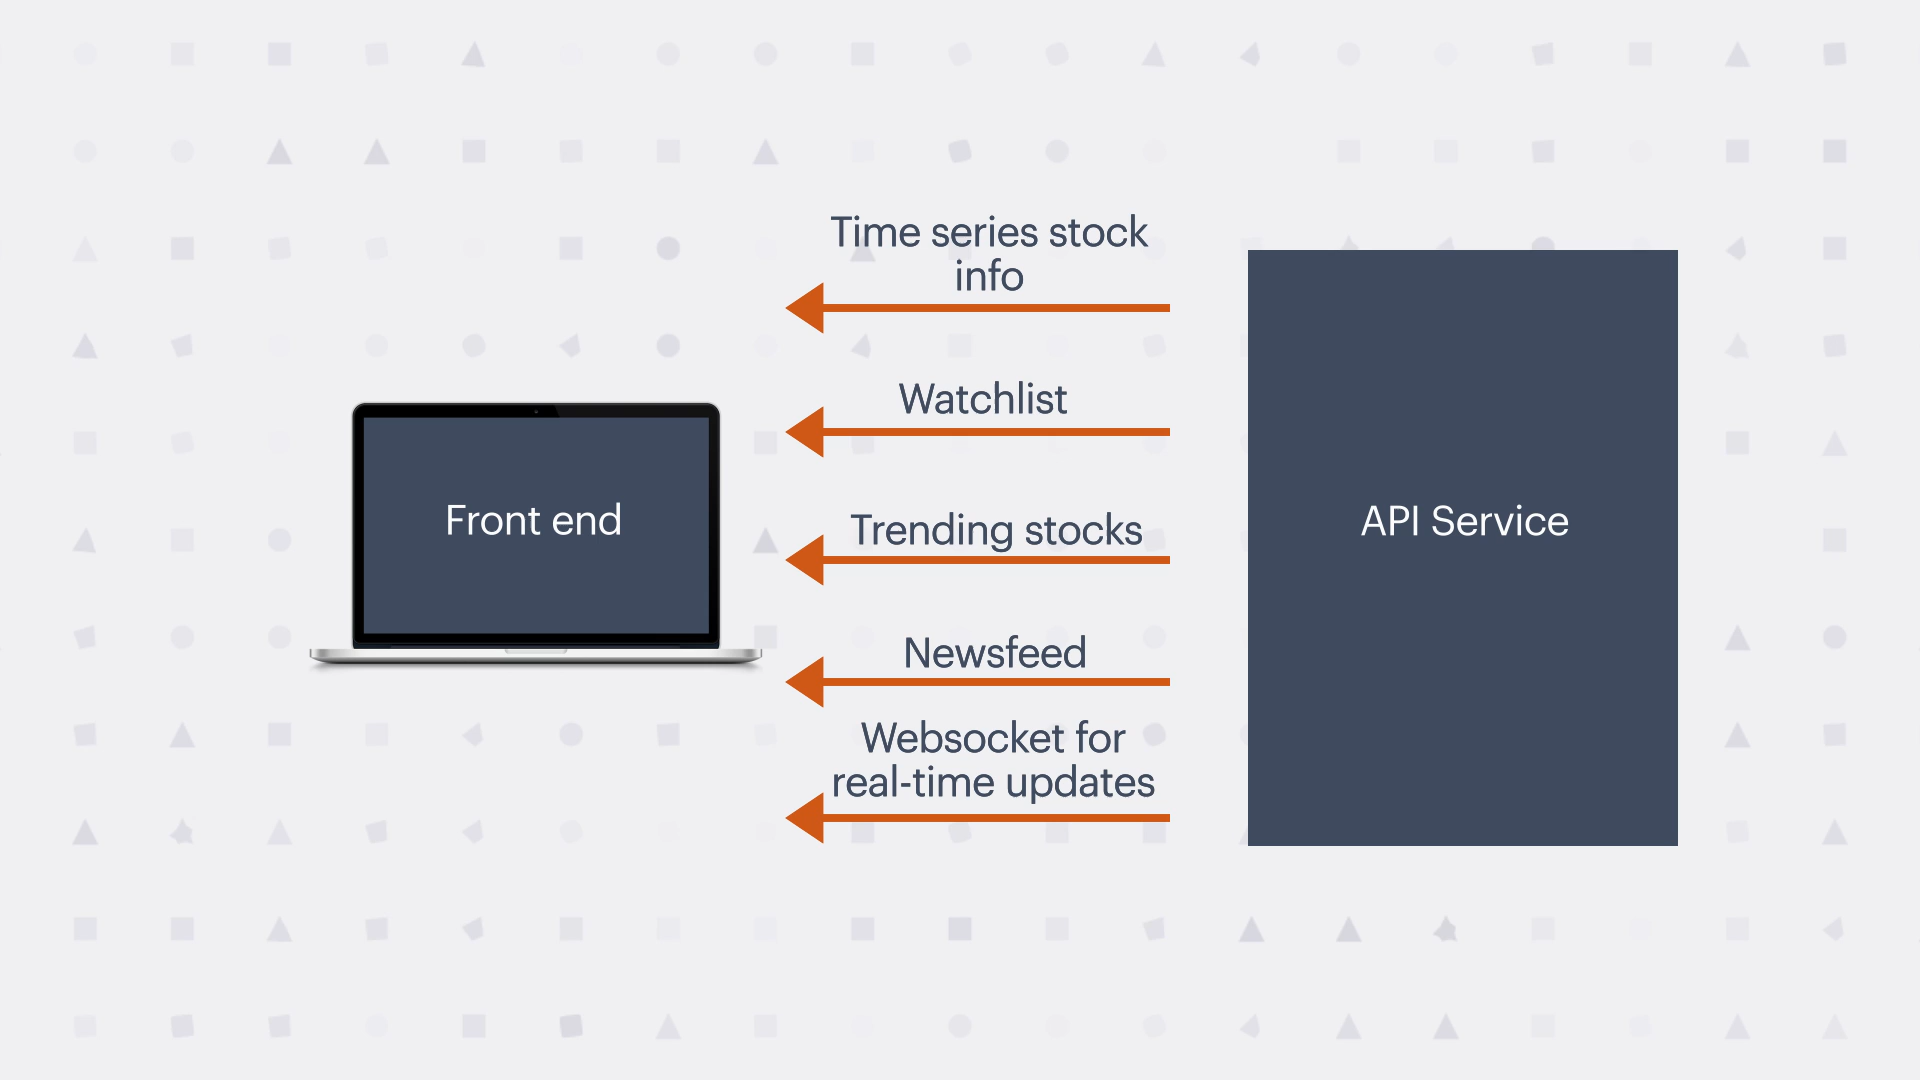 Time series stock
info
Watchlist
Front end
Trending stocks
API Service
Newsfeed
Websocket for
real-time updates